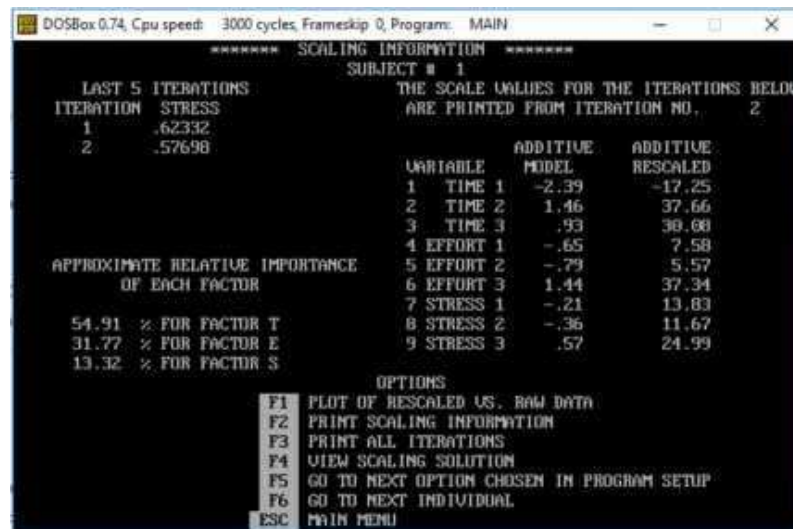 DOSBox 0.74, Cpu speed: 3000 cycles, Frameskip 0, Program: MAIN
******* SCALING INFORMATION *******
SUBJECT # 1
LAST 5 ITERATIONS THE SCALE VALUES FOR THE ITERATIONS BELOW
ITERATION STRESS ARE PRINTED FROM ITERATION NO. 2
1 .62332
2 .57698 ADDITIVE ADDITIVE
VARIABLE MODEL RESCALED
1 TIME 1 -2.39 -17.25
2 TIME 2 1.46 37.66
3 TIME 3 .93 30.08
4 EFFORT 1 -.65 7.58
APPROXIMATE RELATIVE IMPORTANCE 5 EFFORT 2 -.79 5.57
OF EACH FACTOR 6 EFFORT 3 1.44 37.34
7 STRESS 1 -.21 13.83
54.91 % FOR FACTOR T 8 STRESS 2 -.36 11.67
31.77 % FOR FACTOR E 9 STRESS 3 .57 24.99
13.32 % FOR FACTOR S
OPTIONS
F1 PLOT OF RESCALED VS. RAW DATA
F2 PRINT SCALING INFORMATION
F3 PRINT ALL ITERATIONS
F4 VIEW SCALING SOLUTION
F5 GO TO NEXT OPTION CHOSEN IN PROGRAM SETUP
F6 GO TO NEXT INDIVIDUAL
ESC MAIN MENU